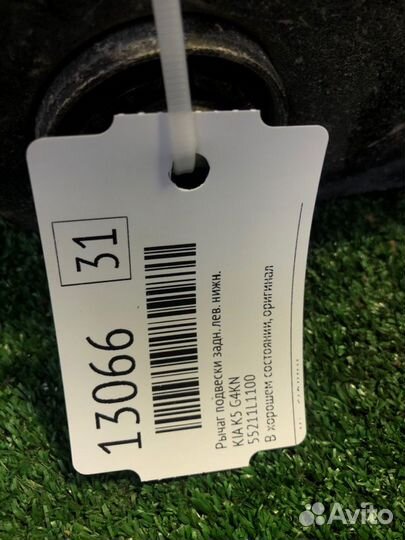 31
13066
Рычаг подвески задн. лев. нижн.
KIA K5 G4KN
55211L1100
В хорошем состоянии, оригинал
Avito